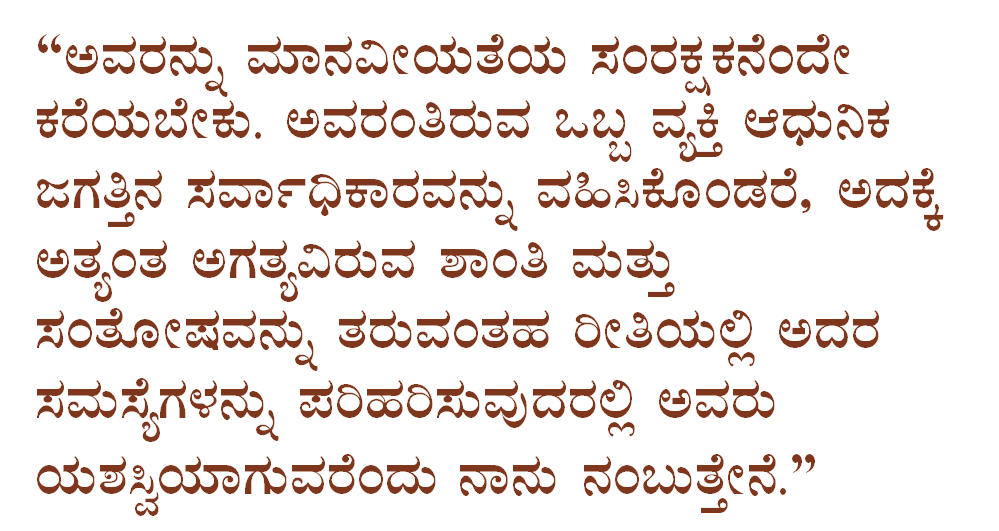 “ಅವರನ್ನು ಮಾನವೀಯತೆಯ ಸಂರಕ್ಷಕನೆಂದೇ
ಕರೆಯಬೇಕು. ಅವರಂತಿರುವ ಒಬ್ಬ ವ್ಯಕ್ತಿ ಆಧುನಿಕ
ಜಗತ್ತಿನ ಸರ್ವಾಧಿಕಾರವನ್ನು ವಹಿಸಿಕೊಂಡರೆ, ಅದಕ್ಕೆ
ಅತ್ಯಂತ ಅಗತ್ಯವಿರುವ ಶಾಂತಿ ಮತ್ತು
ಸಂತೋಷವನ್ನು ತರುವಂತಹ ರೀತಿಯಲ್ಲಿ ಅದರ
ಸಮಸ್ಯೆಗಳನ್ನು ಪರಿಹರಿಸುವುದರಲ್ಲಿ ಅವರು
ಯಶಸ್ವಿಯಾಗುವರೆಂದು ನಾನು ನಂಬುತ್ತೇನೆ.”